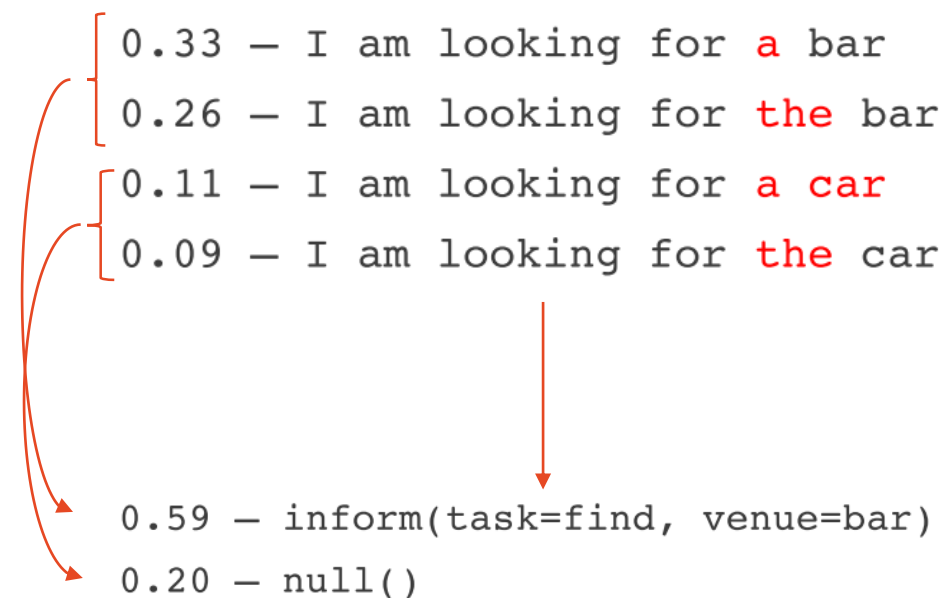 0.33 – I am looking for a bar
0.26 – I am looking for the bar
0.11 – I am looking for a car
0.09 – I am looking for the car
0.59 – inform(task=find, venue=bar)
0.20 – null()